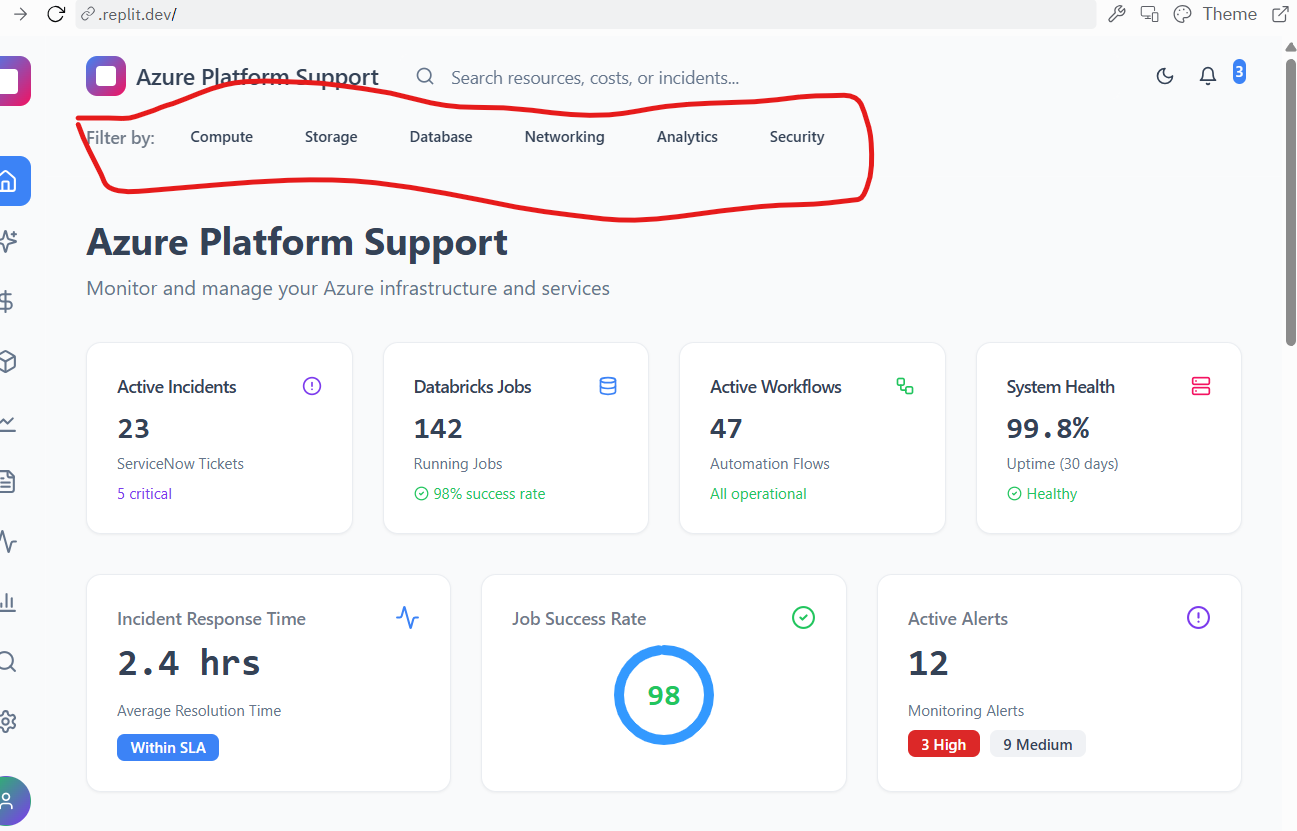 .replit.dev/
Theme
Azure Platform Support
Search resources, costs, or incidents...
3
Filter by: Compute Storage Database Networking Analytics Security
Azure Platform Support
Monitor and manage your Azure infrastructure and services
Active Incidents
23
ServiceNow Tickets
5 critical
Databricks Jobs
142
Running Jobs
98% success rate
Active Workflows
47
Automation Flows
All operational
System Health
99.8%
Uptime (30 days)
Healthy
Incident Response Time
2.4 hrs
Average Resolution Time
Within SLA
Job Success Rate
98
Active Alerts
12
Monitoring Alerts
3 High 9 Medium